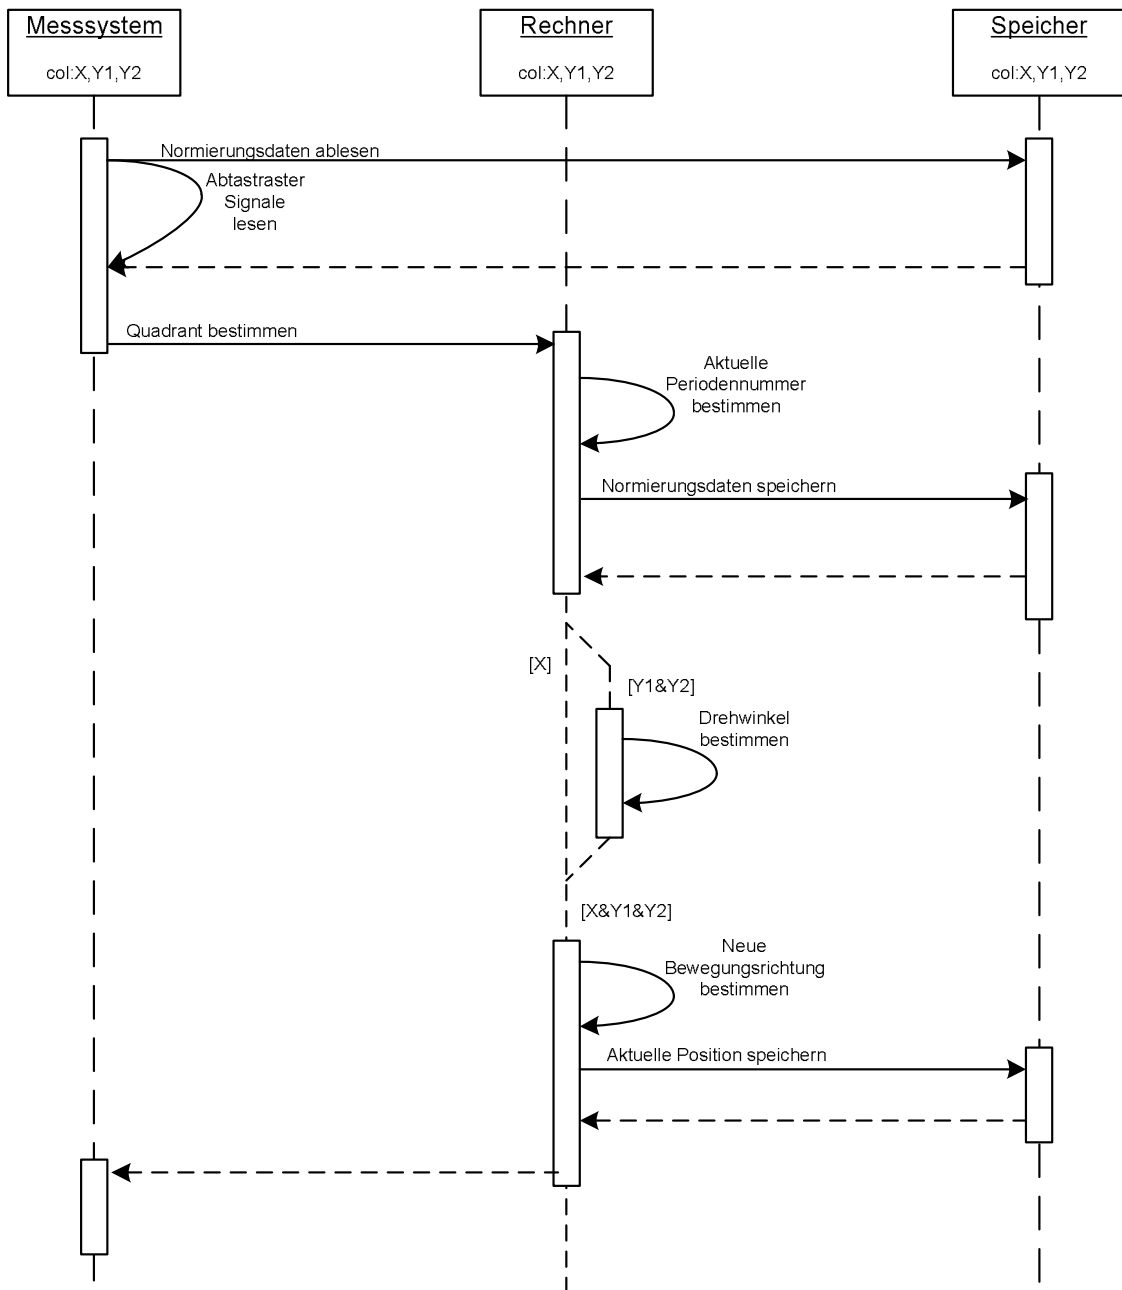 Messsystem
col:X,Y1,Y2
Rechner
col:X,Y1,Y2
Speicher
col:X,Y1,Y2
Normierungsdaten ablesen
Abtastraster
Signale
lesen
Quadrant bestimmen
Aktuelle
Periodennummer
bestimmen
Normierungsdaten speichern
[X]
[Y1&Y2]
Drehwinkel
bestimmen
[X&Y1&Y2]
Neue
Bewegungsrichtung
bestimmen
Aktuelle Position speichern